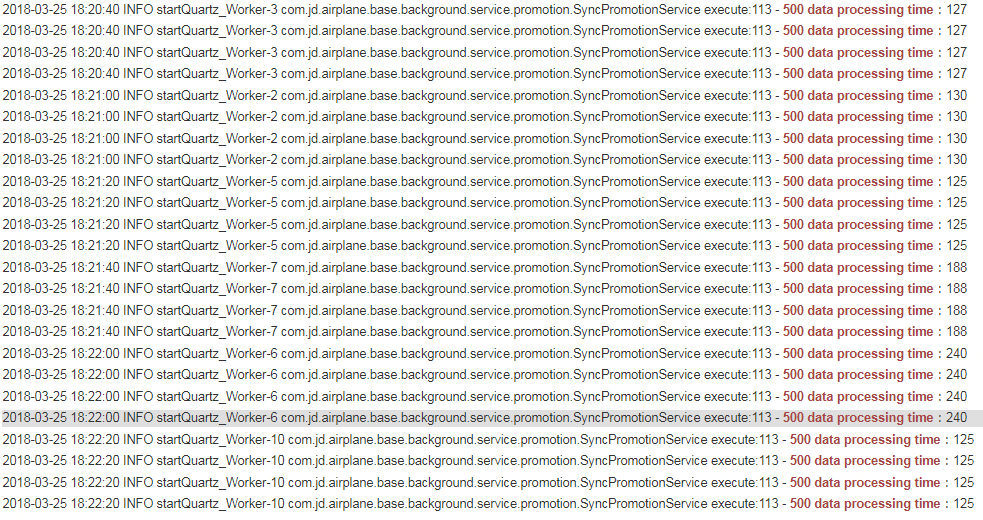 2018-03-25 18:20:40 INFO startQuartz_Worker-3 com.jd.airplane.base.background.service.promotion.SyncPromotionService execute:113 - 500 data processing time : 127
2018-03-25 18:20:40 INFO startQuartz_Worker-3 com.jd.airplane.base.background.service.promotion.SyncPromotionService execute:113 - 500 data processing time : 127
2018-03-25 18:20:40 INFO startQuartz_Worker-3 com.jd.airplane.base.background.service.promotion.SyncPromotionService execute:113 - 500 data processing time : 127
2018-03-25 18:20:40 INFO startQuartz_Worker-3 com.jd.airplane.base.background.service.promotion.SyncPromotionService execute:113 - 500 data processing time : 127
2018-03-25 18:21:00 INFO startQuartz_Worker-2 com.jd.airplane.base.background.service.promotion.SyncPromotionService execute:113 - 500 data processing time : 130
2018-03-25 18:21:00 INFO startQuartz_Worker-2 com.jd.airplane.base.background.service.promotion.SyncPromotionService execute:113 - 500 data processing time : 130
2018-03-25 18:21:00 INFO startQuartz_Worker-2 com.jd.airplane.base.background.service.promotion.SyncPromotionService execute:113 - 500 data processing time : 130
2018-03-25 18:21:00 INFO startQuartz_Worker-2 com.jd.airplane.base.background.service.promotion.SyncPromotionService execute:113 - 500 data processing time : 130
2018-03-25 18:21:20 INFO startQuartz_Worker-5 com.jd.airplane.base.background.service.promotion.SyncPromotionService execute:113 - 500 data processing time : 125
2018-03-25 18:21:20 INFO startQuartz_Worker-5 com.jd.airplane.base.background.service.promotion.SyncPromotionService execute:113 - 500 data processing time : 125
2018-03-25 18:21:20 INFO startQuartz_Worker-5 com.jd.airplane.base.background.service.promotion.SyncPromotionService execute:113 - 500 data processing time : 125
2018-03-25 18:21:20 INFO startQuartz_Worker-5 com.jd.airplane.base.background.service.promotion.SyncPromotionService execute:113 - 500 data processing time : 125
2018-03-25 18:21:40 INFO startQuartz_Worker-7 com.jd.airplane.base.background.service.promotion.SyncPromotionService execute:113 - 500 data processing time : 188
2018-03-25 18:21:40 INFO startQuartz_Worker-7 com.jd.airplane.base.background.service.promotion.SyncPromotionService execute:113 - 500 data processing time : 188
2018-03-25 18:21:40 INFO startQuartz_Worker-7 com.jd.airplane.base.background.service.promotion.SyncPromotionService execute:113 - 500 data processing time : 188
2018-03-25 18:21:40 INFO startQuartz_Worker-7 com.jd.airplane.base.background.service.promotion.SyncPromotionService execute:113 - 500 data processing time : 188
2018-03-25 18:22:00 INFO startQuartz_Worker-6 com.jd.airplane.base.background.service.promotion.SyncPromotionService execute:113 - 500 data processing time : 240
2018-03-25 18:22:00 INFO startQuartz_Worker-6 com.jd.airplane.base.background.service.promotion.SyncPromotionService execute:113 - 500 data processing time : 240
2018-03-25 18:22:00 INFO startQuartz_Worker-6 com.jd.airplane.base.background.service.promotion.SyncPromotionService execute:113 - 500 data processing time : 240
2018-03-25 18:22:00 INFO startQuartz_Worker-6 com.jd.airplane.base.background.service.promotion.SyncPromotionService execute:113 - 500 data processing time : 240
2018-03-25 18:22:20 INFO startQuartz_Worker-10 com.jd.airplane.base.background.service.promotion.SyncPromotionService execute:113 - 500 data processing time : 125
2018-03-25 18:22:20 INFO startQuartz_Worker-10 com.jd.airplane.base.background.service.promotion.SyncPromotionService execute:113 - 500 data processing time : 125
2018-03-25 18:22:20 INFO startQuartz_Worker-10 com.jd.airplane.base.background.service.promotion.SyncPromotionService execute:113 - 500 data processing time : 125
2018-03-25 18:22:20 INFO startQuartz_Worker-10 com.jd.airplane.base.background.service.promotion.SyncPromotionService execute:113 - 500 data processing time : 125